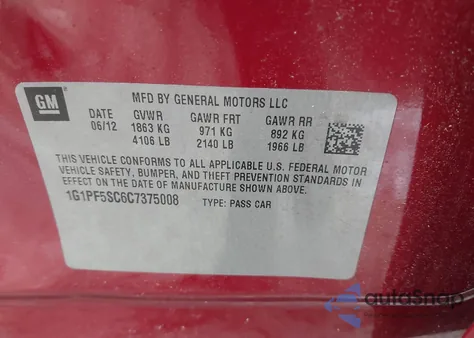 GM
MFD BY GENERAL MOTORS LLC
DATE GVWR GAWR FRT GAWR RR
06/12 1863 KG 971 KG 892 KG
4106 LB 2140 LB 1966 LB
THIS VEHICLE CONFORMS TO ALL APPLICABLE U.S. FEDERAL MOTOR
VEHICLE SAFETY, BUMPER, AND THEFT PREVENTION STANDARDS IN
EFFECT ON THE DATE OF MANUFACTURE SHOWN ABOVE.
1G1PF5SC6C7375008 TYPE: PASS CAR
autoSnap